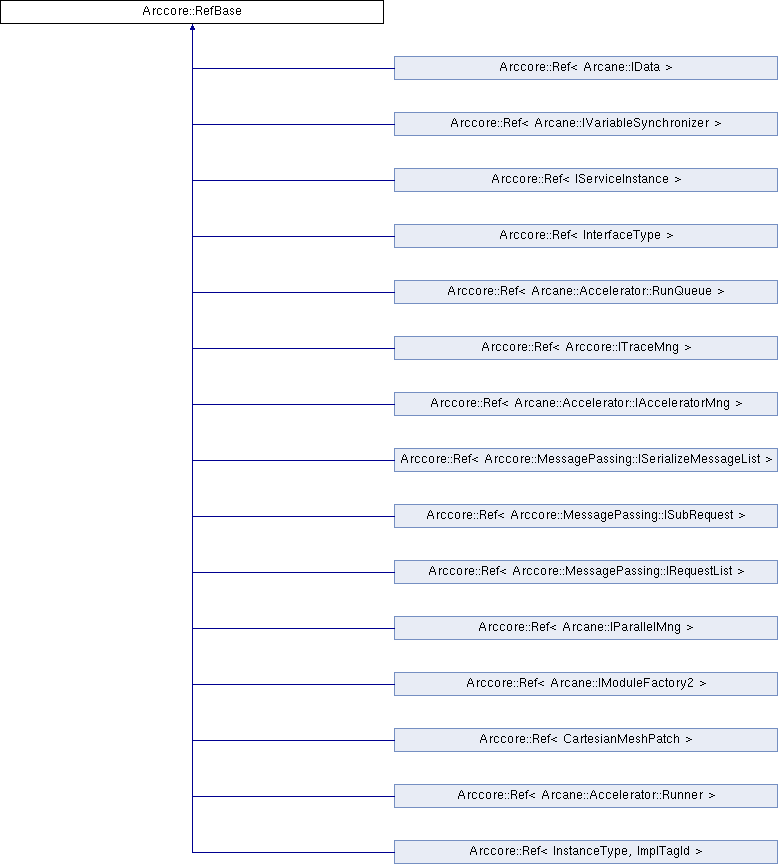 Arccore::RefBase
Arccore::Ref< Arcane::IData >
Arccore::Ref< Arcane::IVariableSynchronizer >
Arccore::Ref< IServiceInstance >
Arccore::Ref< InterfaceType >
Arccore::Ref< Arcane::Accelerator::RunQueue >
Arccore::Ref< Arccore::ITraceMng >
Arccore::Ref< Arcane::Accelerator::IAcceleratorMng >
Arccore::Ref< Arccore::MessagePassing::ISerializeMessageList >
Arccore::Ref< Arccore::MessagePassing::ISubRequest >
Arccore::Ref< Arccore::MessagePassing::IRequestList >
Arccore::Ref< Arcane::IParallelMng >
Arccore::Ref< Arcane::IModuleFactory2 >
Arccore::Ref< CartesianMeshPatch >
Arccore::Ref< Arcane::Accelerator::Runner >
Arccore::Ref< InstanceType, ImplTagId >